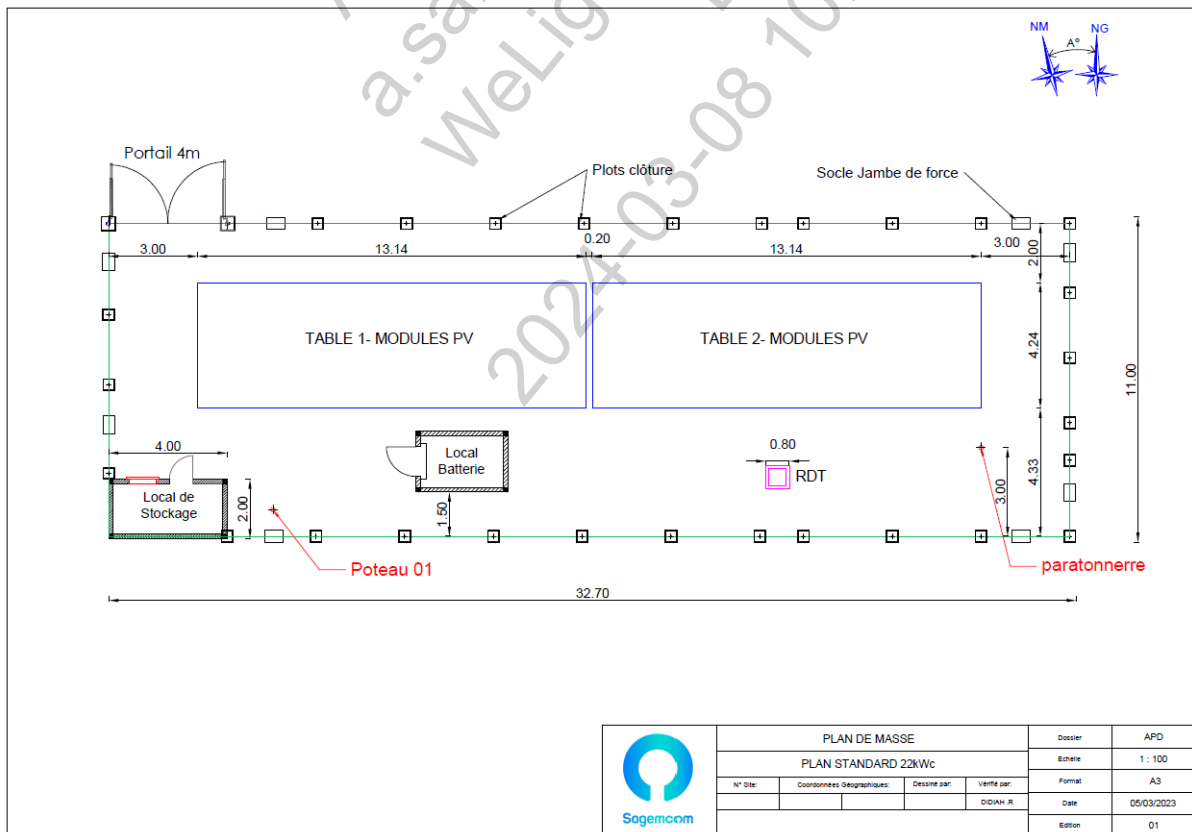 a.sa
WeLig
2024-03-08 10
NM
A°
NG
Portail 4m
Plots clôture
Socle Jambe de force
3.00
13.14
0.20
13.14
3.00
2.00
TABLE 1- MODULES PV
TABLE 2- MODULES PV
4.24
11.00
4.00
Local
Batterie
0.80
RDT
Local de
Stockage
2.00
1.50
3.00
4.33
Poteau 01
paratonnerre
32.70
Sagemcom
PLAN DE MASSE
PLAN STANDARD 22kWc
N° Site:
Coordonnées Géographiques:
Dessiné par:
Vérifié par:
DIDIAH .R
Dossier
APD
Echelle
1 : 100
Format
A3
Date
05/03/2023
Edition
01